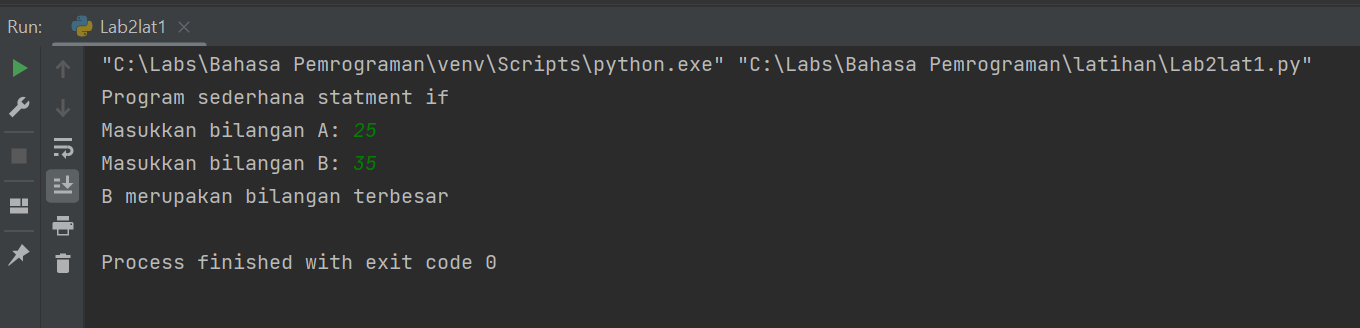 Run: Lab2lat1
"C:\Labs\Bahasa Pemrograman\venv\Scripts\python.exe" "C:\Labs\Bahasa Pemrograman\latihan\Lab2lat1.py"
Program sederhana statment if
Masukkan bilangan A: 25
Masukkan bilangan B: 35
B merupakan bilangan terbesar
Process finished with exit code 0